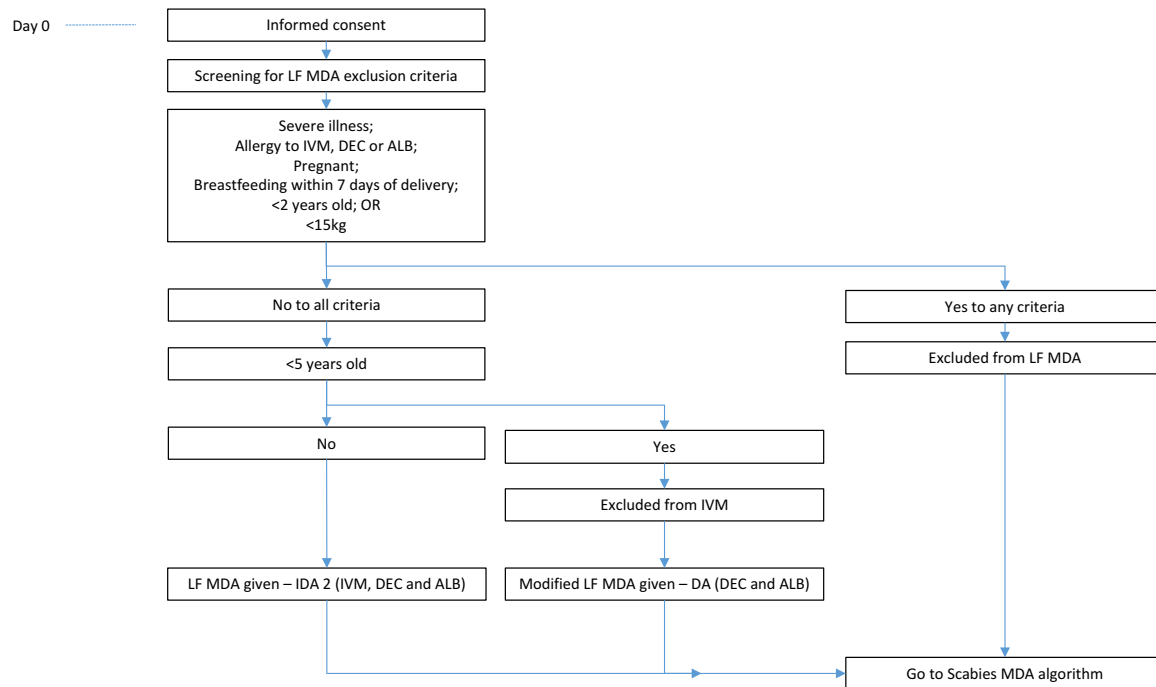 Day 0
Informed consent
Screening for LF MDA exclusion criteria
Severe illness;
Allergy to IVM, DEC or ALB;
Pregnant;
Breastfeeding within 7 days of delivery;
<2 years old; OR
<15kg
No to all criteria
Yes to any criteria
<5 years old
Excluded from LF MDA
No
Yes
Excluded from IVM
LF MDA given – IDA 2 (IVM, DEC and ALB)
Modified LF MDA given – DA (DEC and ALB)
Go to Scabies MDA algorithm